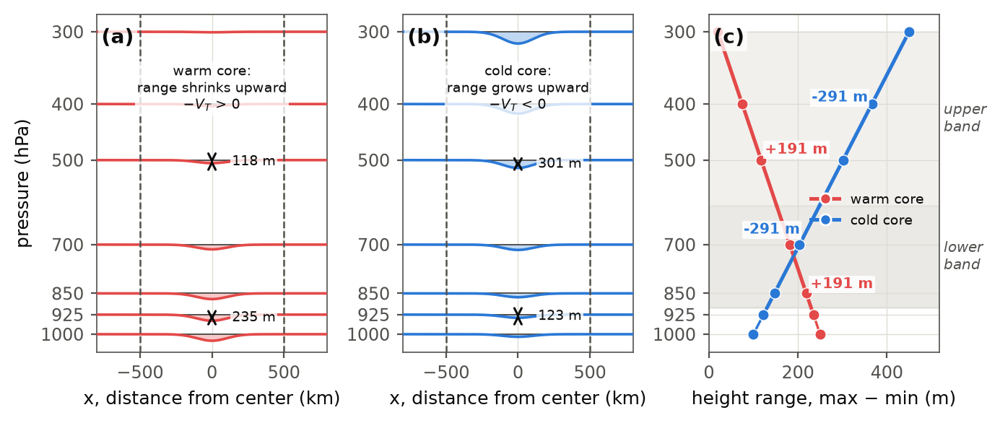 (a)
warm core:
range shrinks upward
−V_T > 0
118 m
235 m
300
400
500
700
850
925
1000
pressure (hPa)
−500
0
500
x, distance from center (km)
(b)
cold core:
range grows upward
−V_T < 0
301 m
123 m
300
400
500
700
850
925
1000
−500
0
500
x, distance from center (km)
(c)
-291 m
+191 m
-291 m
+191 m
warm core
cold core
upper
band
lower
band
300
400
500
700
850
925
1000
0
200
400
height range, max − min (m)